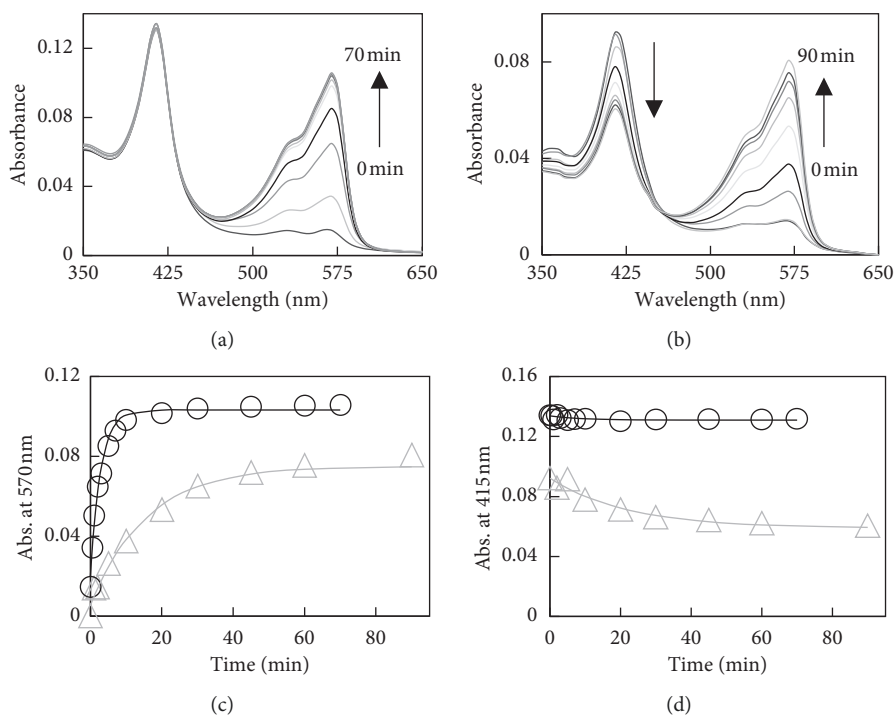 70 min
0 min
Absorbance
0.12
0.08
0.04
0
350
425
500
575
650
Wavelength (nm)
(a)
90 min
0 min
Absorbance
0.08
0.04
0
350
425
500
575
650
Wavelength (nm)
(b)
Abs. at 570 nm
0.12
0.08
0.04
0
0
20
40
60
80
Time (min)
(c)
Abs. at 415 nm
0.16
0.12
0.08
0.04
0
0
20
40
60
80
Time (min)
(d)